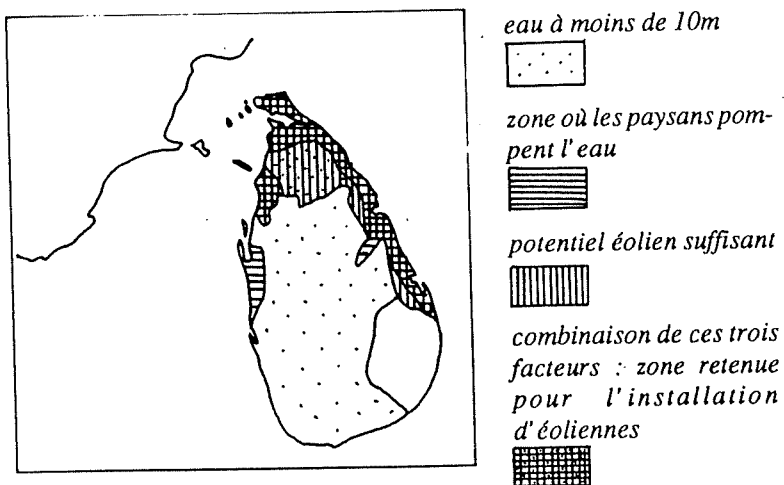 eau à moins de 10m
zone où les paysans pom-
pent l'eau
potentiel éolien suffisant
combinaison de ces trois
facteurs : zone retenue
pour l'installation
d'éoliennes